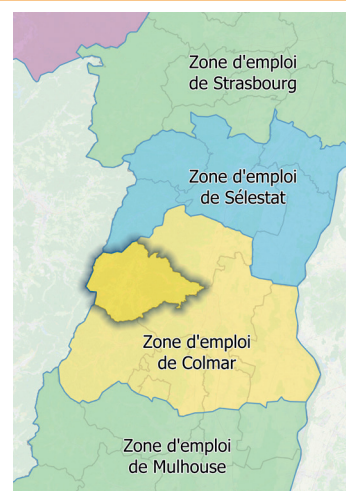 Zone d'emploi
de Strasbourg
Zone d'emploi
de Sélestat
Zone d'emploi
de Colmar
Zone d'emploi
de Mulhouse